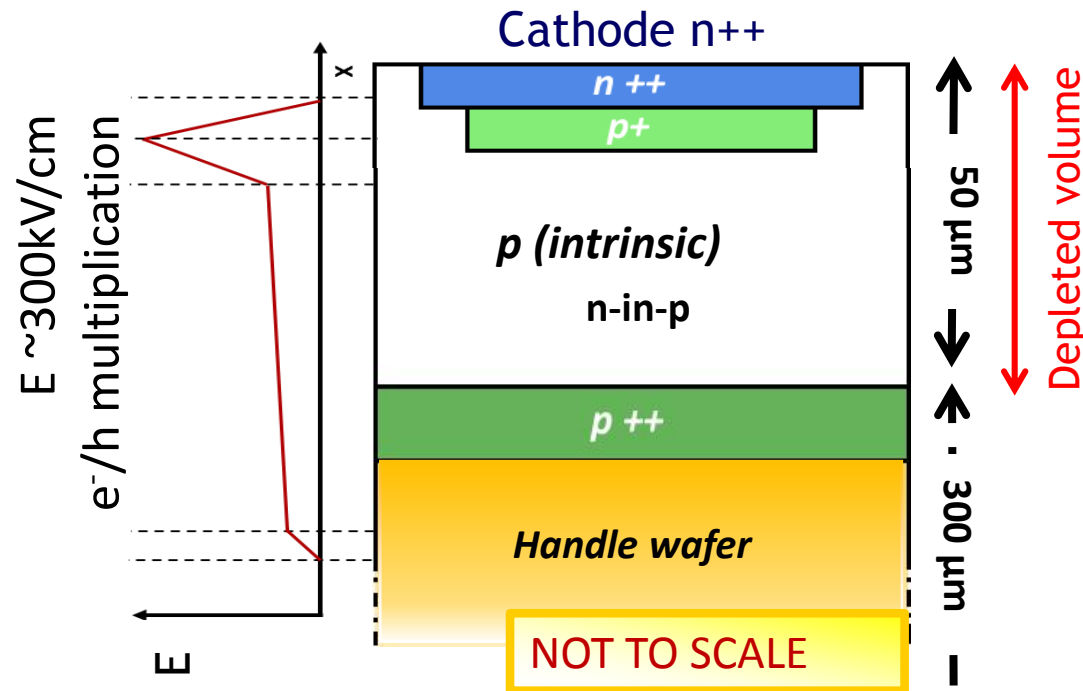 Cathode n++
x
n ++
p+
p (intrinsic)
n-in-p
p ++
Handle wafer
NOT TO SCALE
E ~300kV/cm
e⁻/h multiplication
E
50 μm
300 μm
Depleted volume